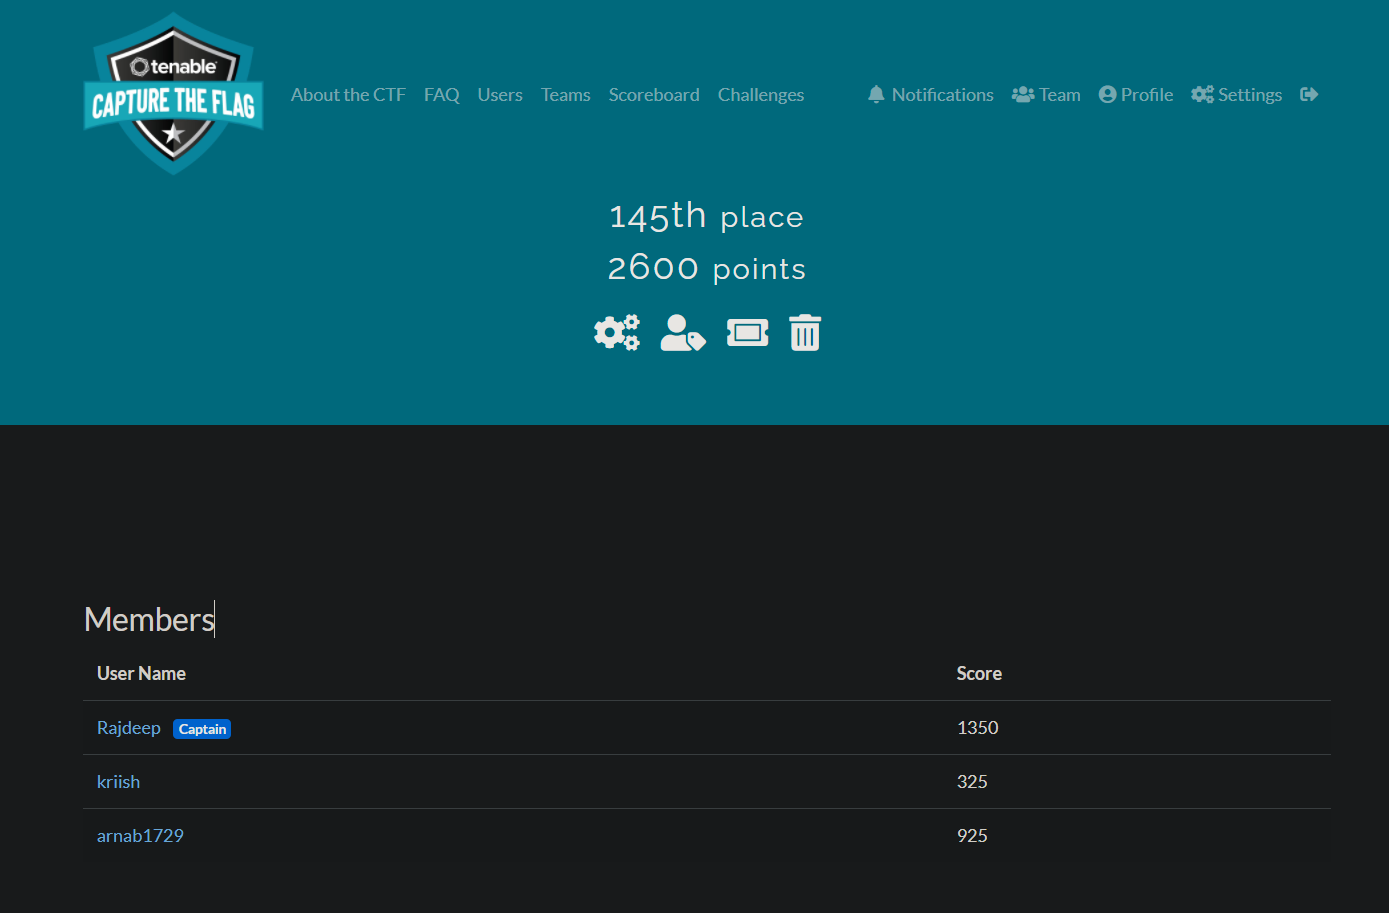 tenable
CAPTURE THE FLAG
About the CTF FAQ Users Teams Scoreboard Challenges Notifications Team Profile Settings
145th place
2600 points
Members
User Name Score
Rajdeep Captain 1350
kriish 325
arnab1729 925